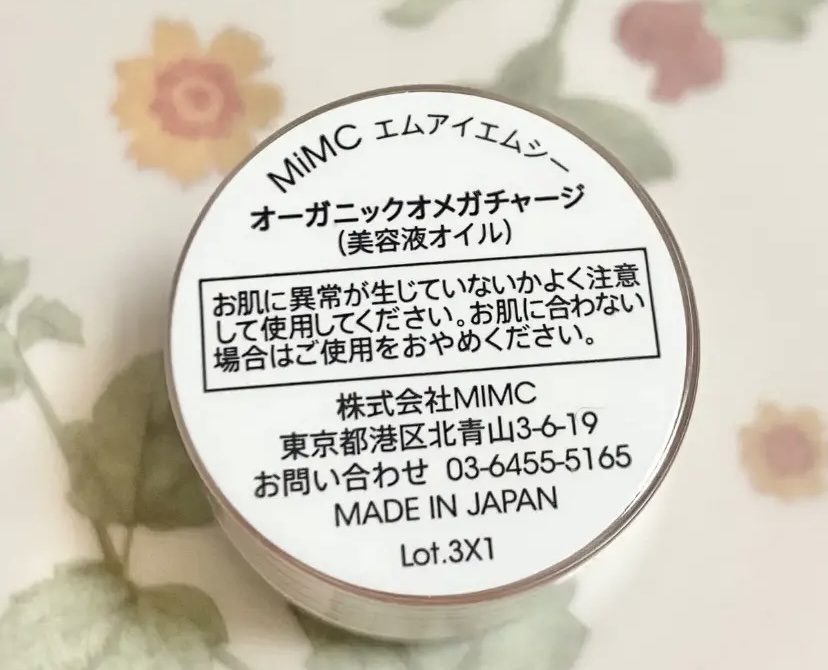 MiMC エムアイエムシー
オーガニックオメガチャージ
(美容液オイル)
お肌に異常が生じていないかよく注意
して使用してください。お肌に合わない
場合はご使用をおやめください。
株式会社MIMC
東京都港区北青山3-6-19
お問い合わせ 03-6455-5165
MADE IN JAPAN
Lot.3X1